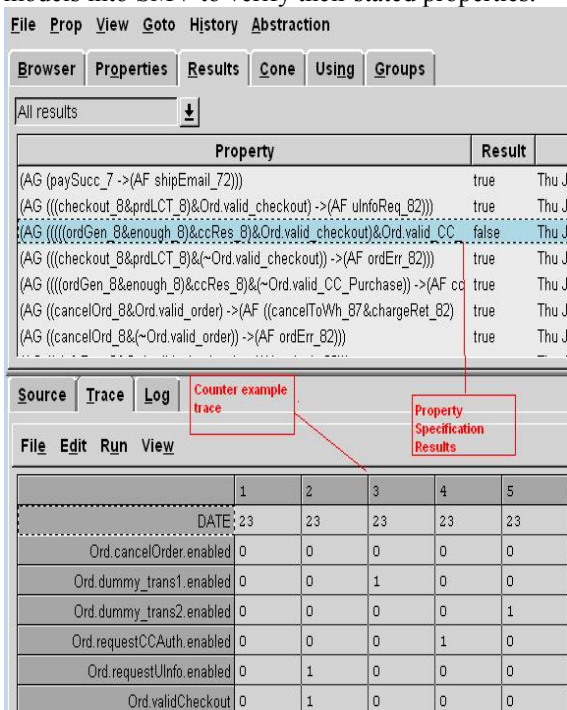 models into SMV to verify their stated properties.
File Prop View Goto History Abstraction
Browser Properties Results Cone Using Groups
All results
Property Result
(AG (paySucc_7 ->(AF shipEmail_72))) true Thu J
(AG (((checkout_8&prdLCT_8)&Ord.valid_checkout) ->(AF uInfoReq_82))) true Thu J
(AG (((((ordGen_8&enough_8)&ccRes_8)&Ord.valid_checkout)&Ord.valid_CC_ false Thu J
(AG (((checkout_8&prdLCT_8)&(~Ord.valid_checkout)) ->(AF ordErr_82))) true Thu J
(AG ((((ordGen_8&enough_8)&ccRes_8)&(~Ord.valid_CC_Purchase)) ->(AF cc true Thu J
(AG ((cancelOrd_8&Ord.valid_order) ->(AF ((cancelToWh_87&chargeRet_82) true Thu J
(AG ((cancelOrd_8&(~Ord.valid_order)) ->(AF ordErr_82))) true Thu J
Source Trace Log
Counter example
trace
Property
Specification
Results
File Edit Run View
1 2 3 4 5
DATE 23 23 23 23 23
Ord.cancelOrder.enabled 0 0 0 0 0
Ord.dummy_trans1.enabled 0 0 1 0 0
Ord.dummy_trans2.enabled 0 0 0 0 1
Ord.requestCCAuth.enabled 0 0 0 1 0
Ord.requestUInfo.enabled 0 1 0 0 0
Ord.validCheckout 0 1 0 0 0